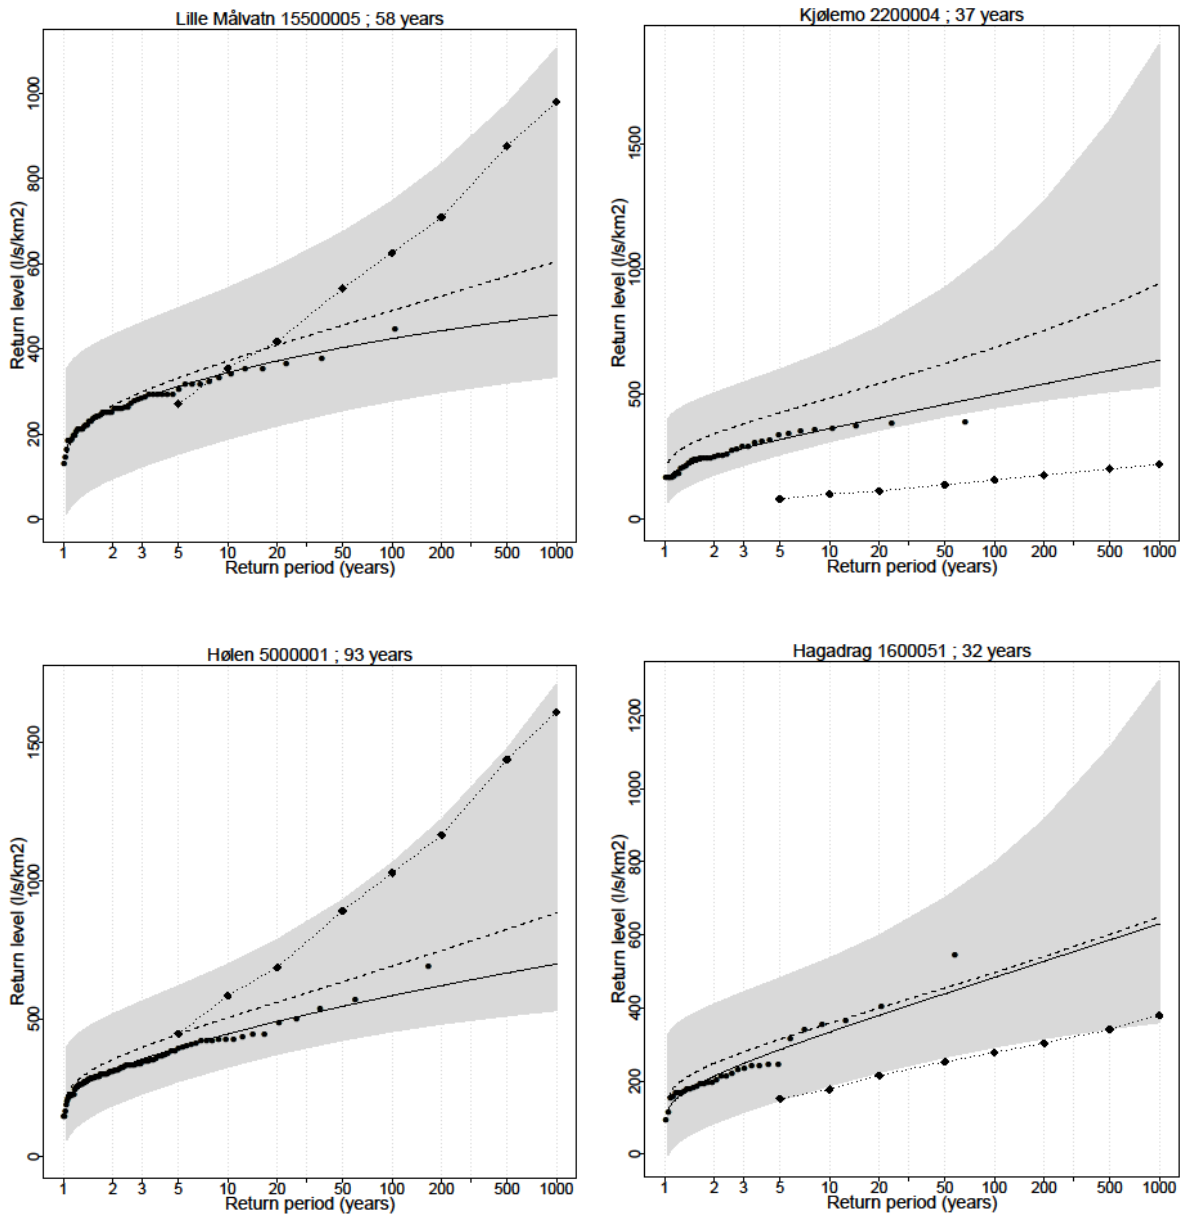 Lille Målvatn 15500005 ; 58 years
Return level (l/s/km2)
1000
800
600
400
200
0
1 2 3 5 10 20 50 100 200 500 1000
Return period (years)
Kjølemo 2200004 ; 37 years
Return level (l/s/km2)
1500
1000
500
0
1 2 3 5 10 20 50 100 200 500 1000
Return period (years)
Hølen 5000001 ; 93 years
Return level (l/s/km2)
1500
1000
500
0
1 2 3 5 10 20 50 100 200 500 1000
Return period (years)
Hagadrag 1600051 ; 32 years
Return level (l/s/km2)
1200
1000
800
600
400
200
0
1 2 3 5 10 20 50 100 200 500 1000
Return period (years)